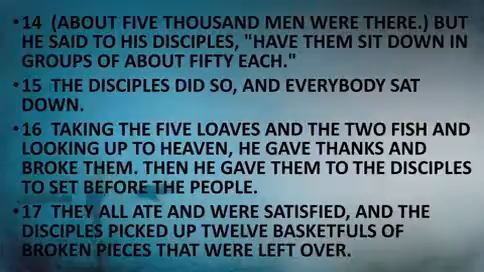 •14 (ABOUT FIVE THOUSAND MEN WERE THERE.) BUT
HE SAID TO HIS DISCIPLES, "HAVE THEM SIT DOWN IN
GROUPS OF ABOUT FIFTY EACH."
•15 THE DISCIPLES DID SO, AND EVERYBODY SAT
DOWN.
•16 TAKING THE FIVE LOAVES AND THE TWO FISH AND
LOOKING UP TO HEAVEN, HE GAVE THANKS AND
BROKE THEM. THEN HE GAVE THEM TO THE DISCIPLES
TO SET BEFORE THE PEOPLE.
•17 THEY ALL ATE AND WERE SATISFIED, AND THE
DISCIPLES PICKED UP TWELVE BASKETFULS OF
BROKEN PIECES THAT WERE LEFT OVER.